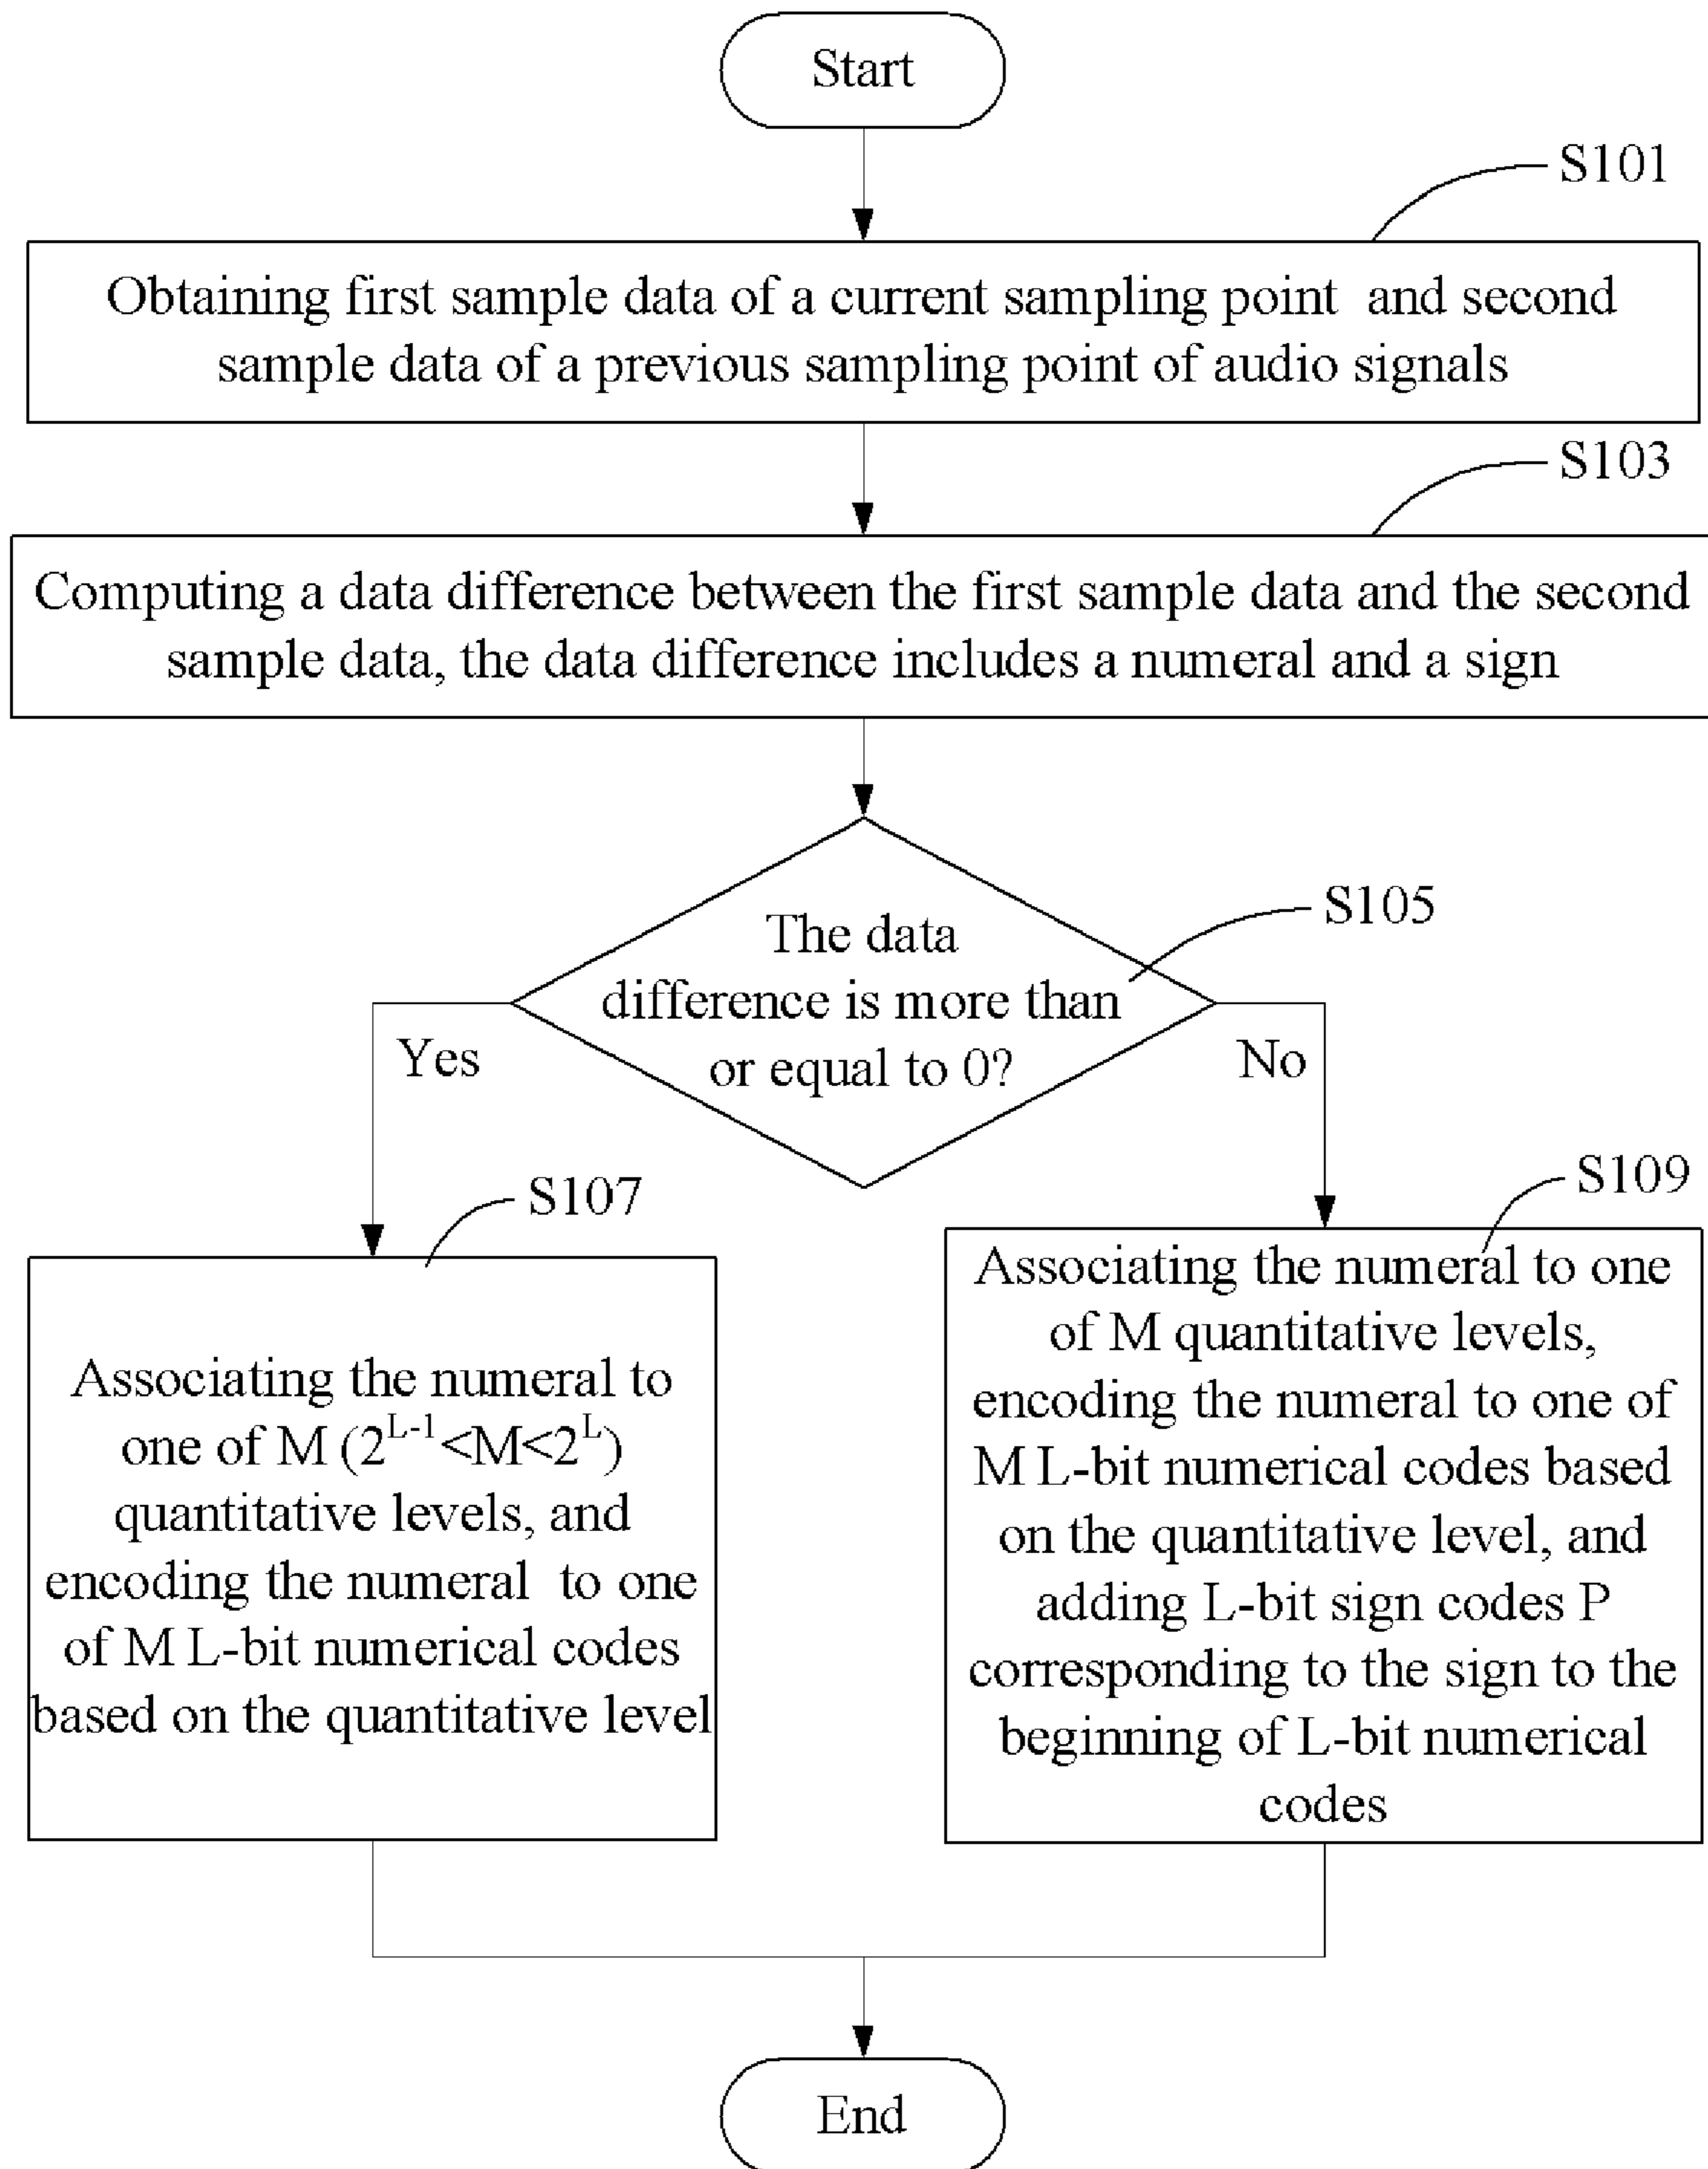 Start
S101
Obtaining first sample data of a current sampling point and second
sample data of a previous sampling point of audio signals
S103
Computing a data difference between the first sample data and the second
sample data, the data difference includes a numeral and a sign
S105
The data
difference is more than
or equal to 0?
Yes
No
S107
Associating the numeral to
one of M (2^{L-1}<M<2^{L})
quantitative levels, and
encoding the numeral to one
of M L-bit numerical codes
based on the quantitative level
S109
Associating the numeral to one
of M quantitative levels,
encoding the numeral to one of
M L-bit numerical codes based
on the quantitative level, and
adding L-bit sign codes P
corresponding to the sign to the
beginning of L-bit numerical
codes
End